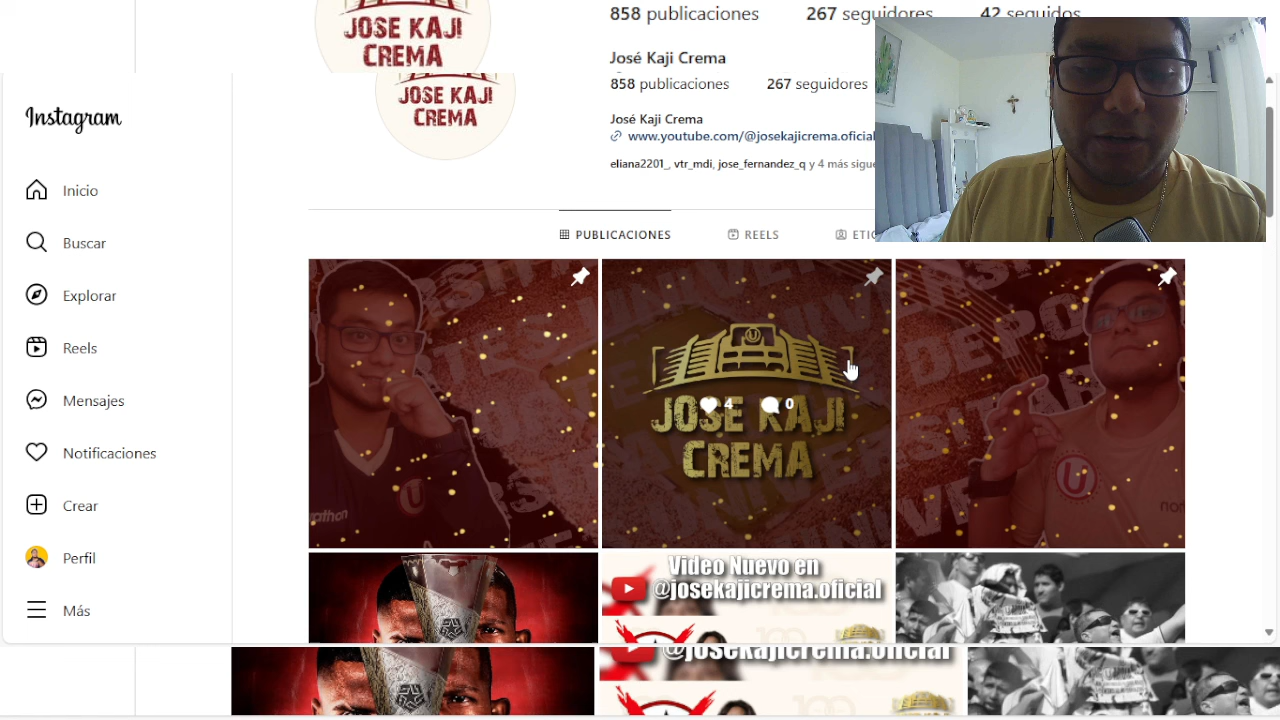 JOSE KAJI
CREMA
858 publicaciones 267 seguidores 42 seguidos
José Kaji Crema
JOSE KAJI
CREMA
858 publicaciones 267 seguidores
José Kaji Crema
www.youtube.com/@josekajicrema.oficial
eliana2201_, vtr_mdi, jose_fernandez_q y 4 más sigue
Instagram
Inicio
Buscar
Explorar
Reels
Mensajes
Notificaciones
Crear
Perfil
Más
PUBLICACIONES REELS ETIQ
U
U
JOSE KAJI
CREMA
4 0
DEPO
U
Video Nuevo en
@josekajicrema.oficial
@josekajicrema.oficial